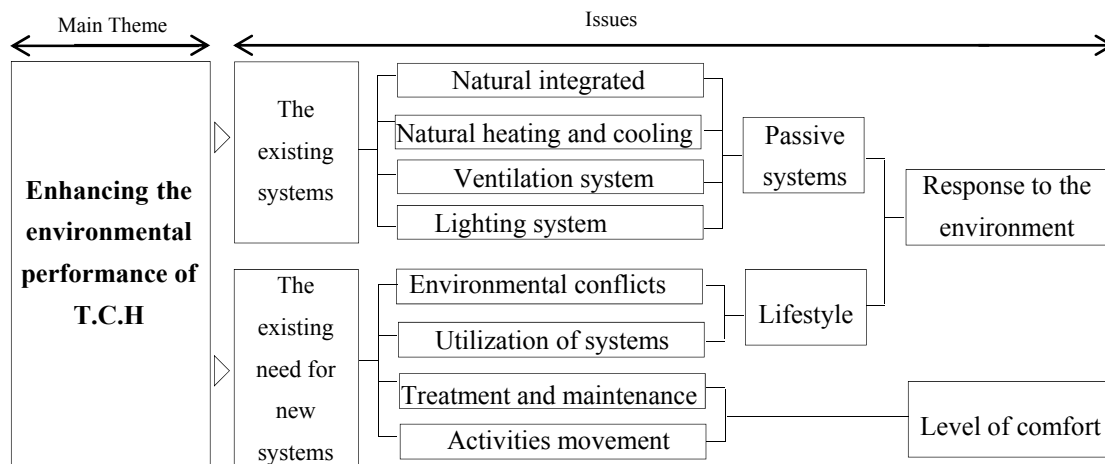 Main Theme
Issues
Enhancing the
environmental
performance of
T.C.H
The
existing
systems
Natural integrated
Natural heating and cooling
Ventilation system
Lighting system
Passive
systems
Response to the
environment
The
existing
need for
new
systems
Environmental conflicts
Utilization of systems
Treatment and maintenance
Activities movement
Lifestyle
Level of comfort